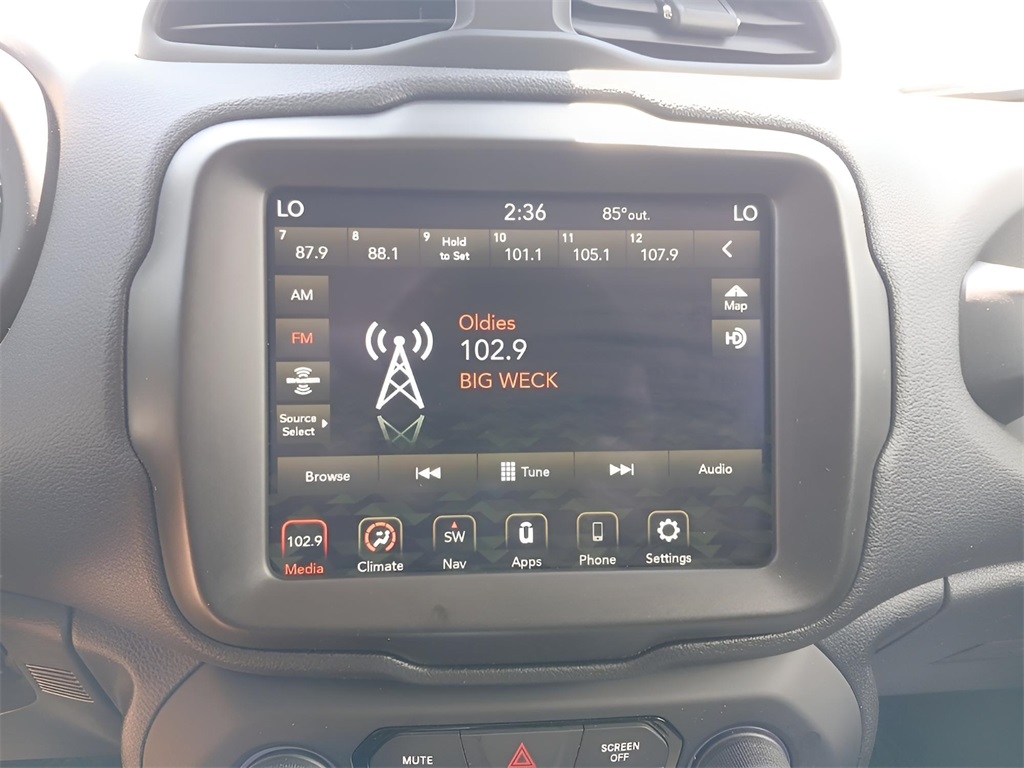 LO 2:36 85°out. LO
7 87.9 8 88.1 9 Hold to Set 10 101.1 11 105.1 12 107.9
AM
Map
FM
HD
Oldies
102.9
BIG WECK
Source
Select
Browse Tune Audio
102.9 SW
Media Climate Nav Apps Phone Settings
MUTE SCREEN
OFF